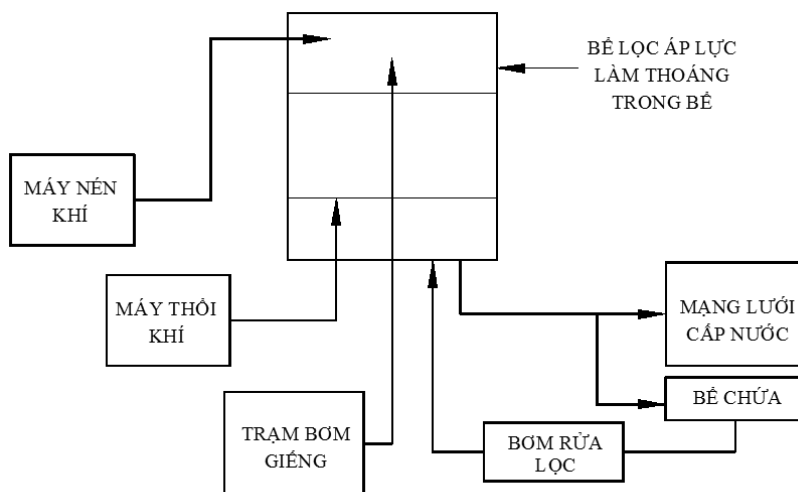 BỂ LỌC ÁP LỰC
LÀM THOÁNG
TRONG BỂ
MÁY NÉN
KHÍ
MÁY THỔI
KHÍ
MẠNG LƯỚI
CẤP NƯỚC
BỂ CHỨA
TRẠM BƠM
GIẾNG
BƠM RỬA
LỌC